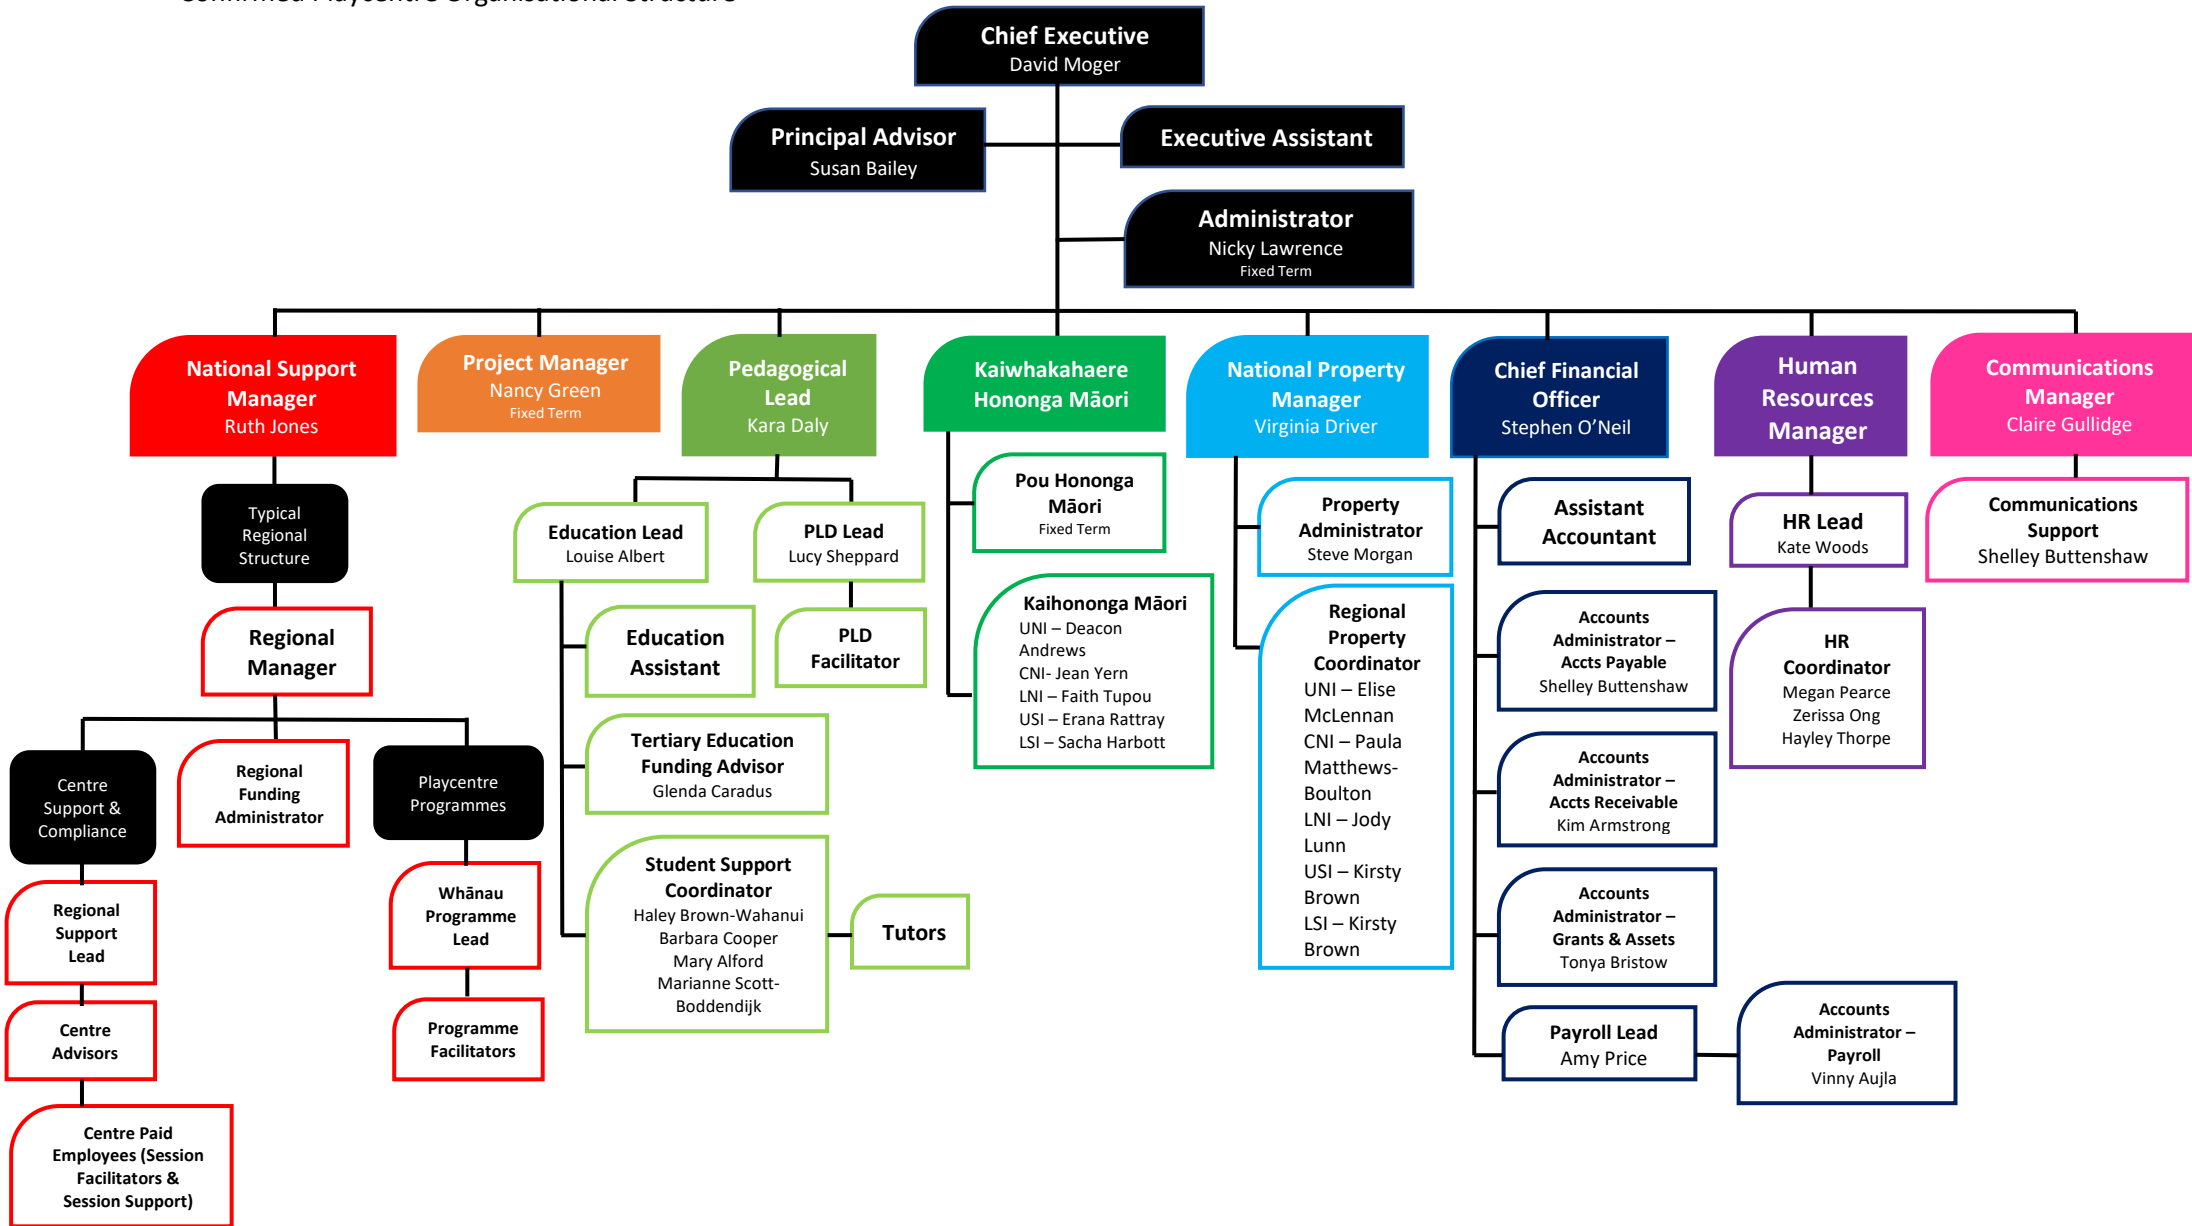 Confirmed Playcentre Organisational Structure
Chief Executive
David Moger
Principal Advisor
Susan Bailey
Executive Assistant
Administrator
Nicky Lawrence
Fixed Term
National Support
Manager
Ruth Jones
Project Manager
Nancy Green
Fixed Term
Pedagogical
Lead
Kara Daly
Kaiwhakahaere
Hononga Māori
National Property
Manager
Virginia Driver
Chief Financial
Officer
Stephen O’Neil
Human
Resources
Manager
Communications
Manager
Claire Gullidge
Typical
Regional
Structure
Regional
Manager
Centre
Support &
Compliance
Regional
Funding
Administrator
Playcentre
Programmes
Regional
Support
Lead
Whānau
Programme
Lead
Centre
Advisors
Programme
Facilitators
Centre Paid
Employees (Session
Facilitators &
Session Support)
Education Lead
Louise Albert
PLD Lead
Lucy Sheppard
Education
Assistant
PLD
Facilitator
Tertiary Education
Funding Advisor
Glenda Caradus
Student Support
Coordinator
Haley Brown-Wahanui
Barbara Cooper
Mary Alford
Marianne Scott-
Boddendijk
Tutors
Pou Hononga
Māori
Fixed Term
Kaihononga Māori
UNI – Deacon
Andrews
CNI- Jean Yern
LNI – Faith Tupou
USI – Erana Rattray
LSI – Sacha Harbott
Property
Administrator
Steve Morgan
Regional
Property
Coordinator
UNI – Elise
McLennan
CNI – Paula
Matthews-
Boulton
LNI – Jody
Lunn
USI – Kirsty
Brown
LSI – Kirsty
Brown
Assistant
Accountant
Accounts
Administrator –
Accts Payable
Shelley Buttenshaw
Accounts
Administrator –
Accts Receivable
Kim Armstrong
Accounts
Administrator –
Grants & Assets
Tonya Bristow
Payroll Lead
Amy Price
Accounts
Administrator –
Payroll
Vinny Aujla
HR Lead
Kate Woods
HR
Coordinator
Megan Pearce
Zerissa Ong
Hayley Thorpe
Communications
Support
Shelley Buttenshaw